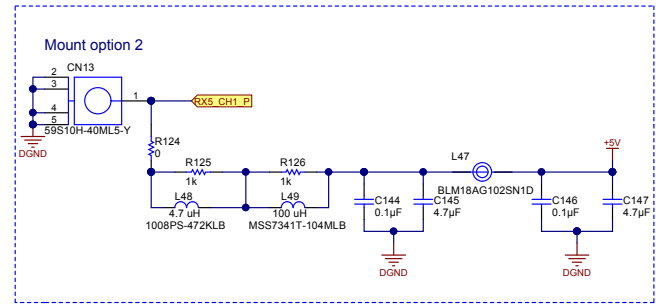 Mount option 2
CN13
2
3
4
5
1
59S10H-40ML5-Y
DGND
RX5_CH1_P
R124
0
R125
1k
R126
1k
L48
4.7 uH
1008PS-472KLB
L49
100 uH
MSS7341T-104MLB
C144
0.1µF
C145
4.7µF
DGND
L47
BLM18AG102SN1D
+5V
C146
0.1µF
C147
4.7µF
DGND